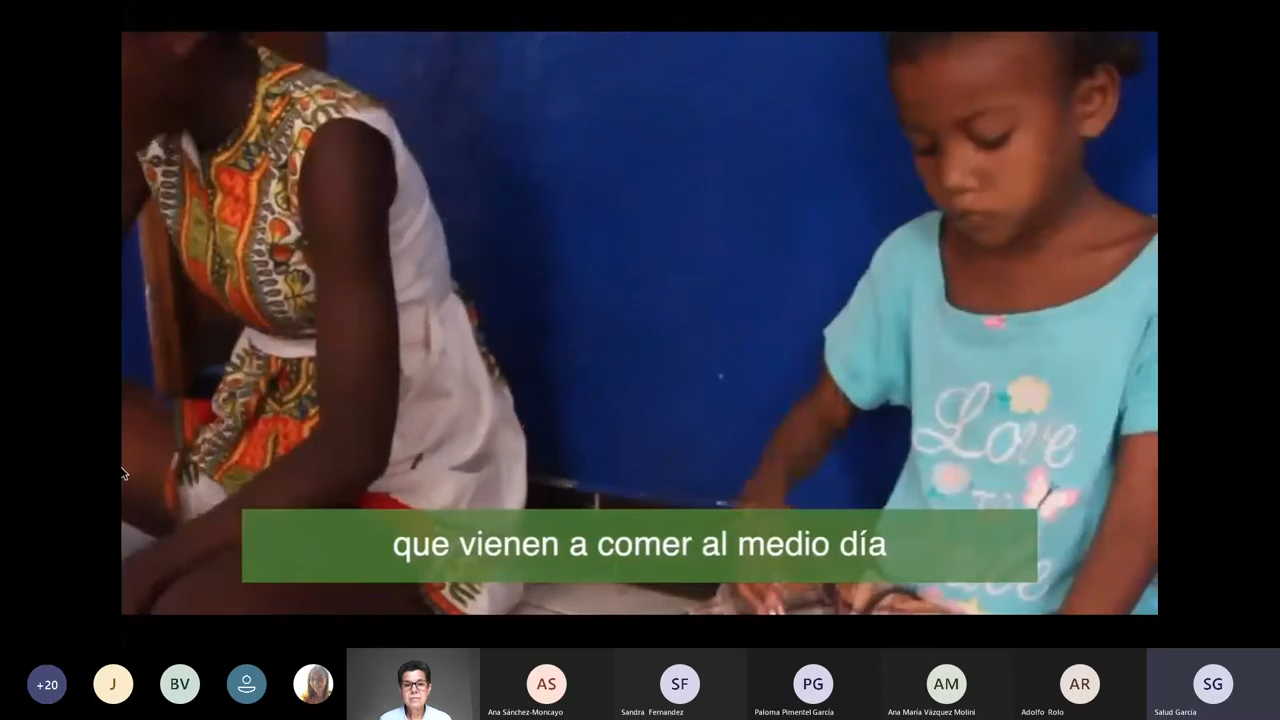 Love
que vienen a comer al medio día
+20
J
BV
AS
SF
PG
AM
AR
SG
Ana Sánchez-Moncayo
Sandra Fernandez
Paloma Pimentel García
Ana María Vázquez Molini
Adolfo Rolo
Salud García